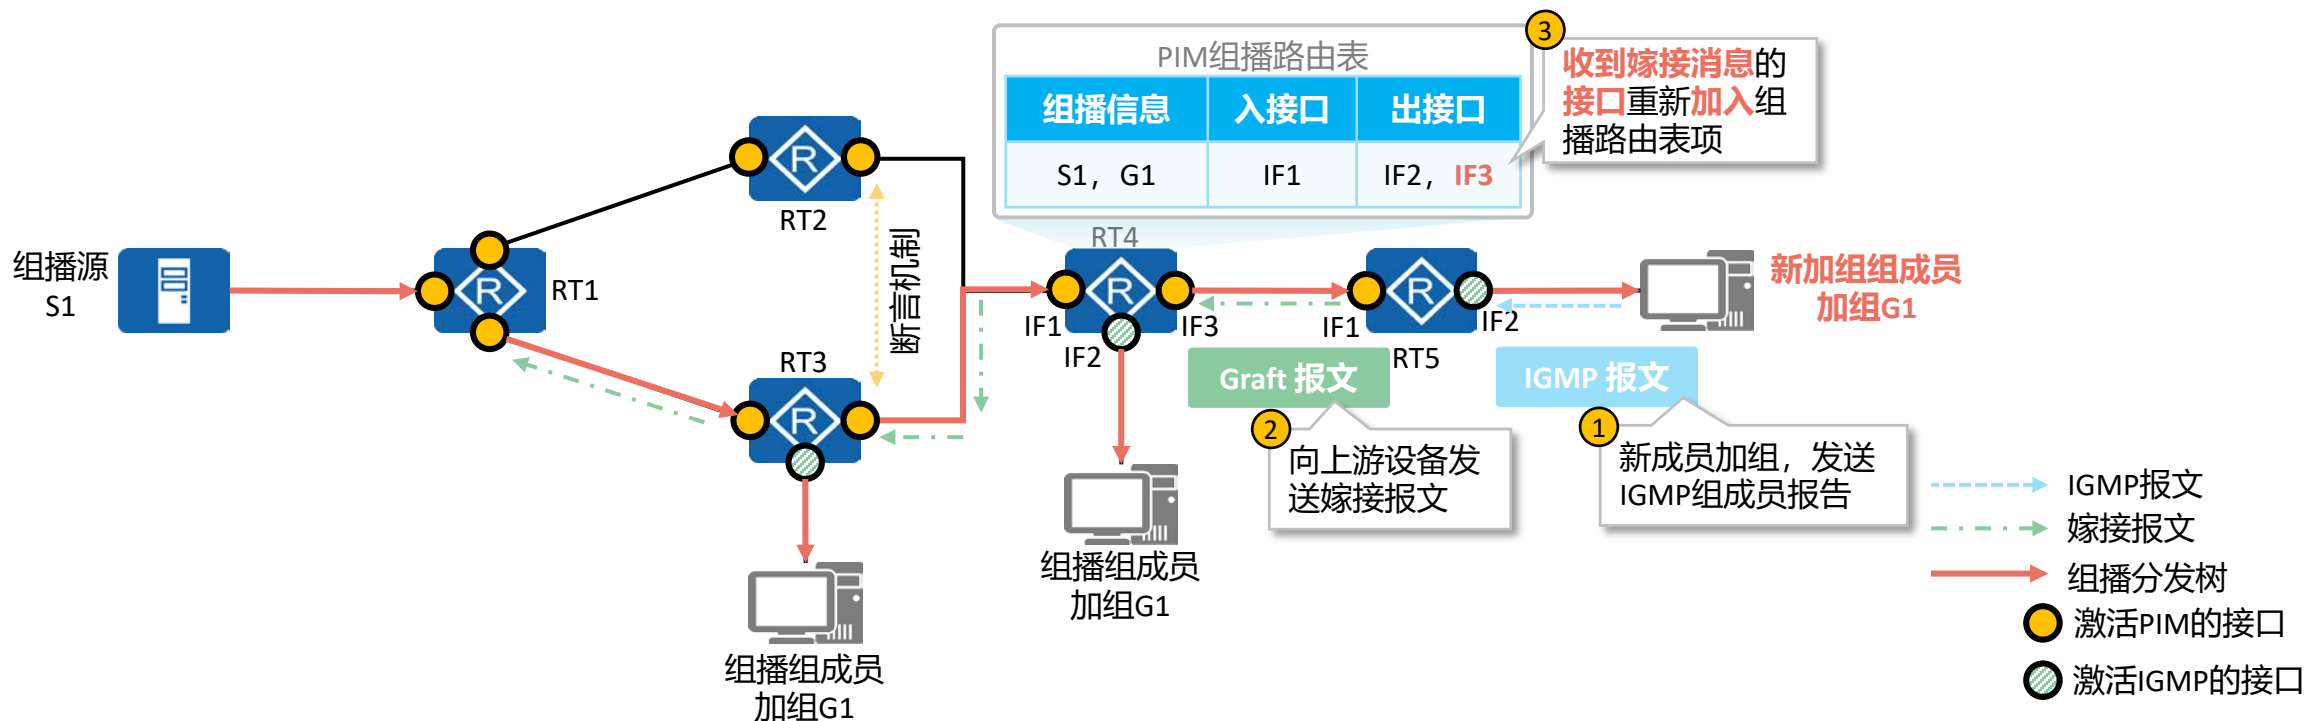 PIM组播路由表
组播信息 入接口 出接口
S1，G1 IF1 IF2，IF3
3
收到嫁接消息的
接口重新加入组
播路由表项
RT2
断言机制
组播源
S1
RT1
RT3
RT4
IF1
IF2
IF3
IF1
RT5
IF2
新加组组成员
加组G1
Graft 报文
IGMP 报文
2
向上游设备发
送嫁接报文
1
新成员加组，发送
IGMP组成员报告
组播组成员
加组G1
组播组成员
加组G1
IGMP报文
嫁接报文
组播分发树
激活PIM的接口
激活IGMP的接口
R
R
R
R
R